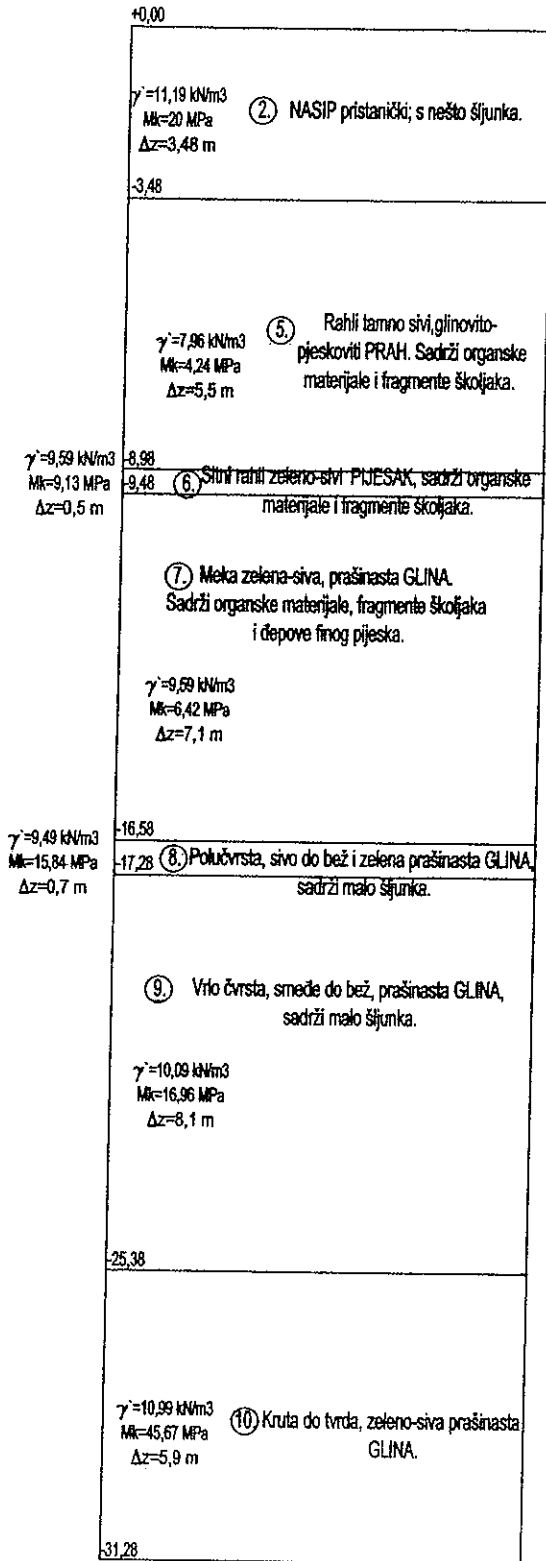 +0,00
γ`=11,19 kN/m3
Mk=20 MPa
Δz=3,48 m
2. NASIP pristanički; s nešto šljunka.
-3,48
5. Rahli tamno sivi,glinovito-
pjeskoviti PRAH. Sadrži organske
materijale i fragmente školjaka.
γ`=7,96 kN/m3
Mk=4,24 MPa
Δz=5,5 m
γ`=9,59 kN/m3
Mk=9,13 MPa
Δz=0,5 m
-8,98
-9,48
6. Sitni rahli zeleno-sivi PIJESAK, sadrži organske
materijale i fragmente školjaka.
7. Meka zelena-siva, prašinasta GLINA.
Sadrži organske materijale, fragmente školjaka
i đepove finog pijeska.
γ`=9,59 kN/m3
Mk=6,42 MPa
Δz=7,1 m
-16,58
γ`=9,49 kN/m3
Mk=15,84 MPa
Δz=0,7 m
-17,28
8. Polučvrsta, sivo do bež i zelena prašinasta GLINA,
sadrži malo šljunka.
9. Vrlo čvrsta, smeđe do bež, prašinasta GLINA,
sadrži malo šljunka.
γ`=10,09 kN/m3
Mk=16,96 MPa
Δz=8,1 m
-25,38
γ`=10,99 kN/m3
Mk=45,67 MPa
Δz=5,9 m
10. Kruta do tvrda, zeleno-siva prašinasta
GLINA.
-31,28